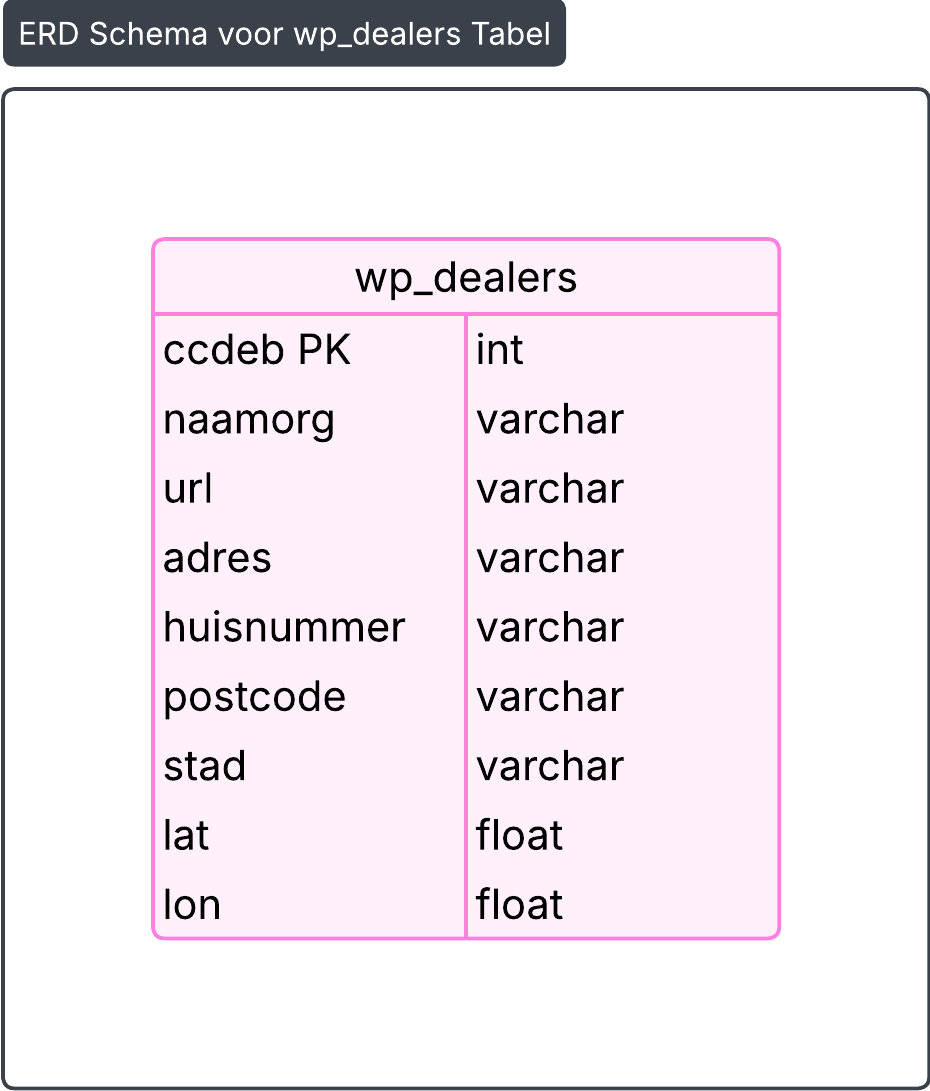 ERD Schema voor wp_dealers Tabel
wp_dealers
ccdeb PK int
naamorg varchar
url varchar
adres varchar
huisnummer varchar
postcode varchar
stad varchar
lat float
lon float